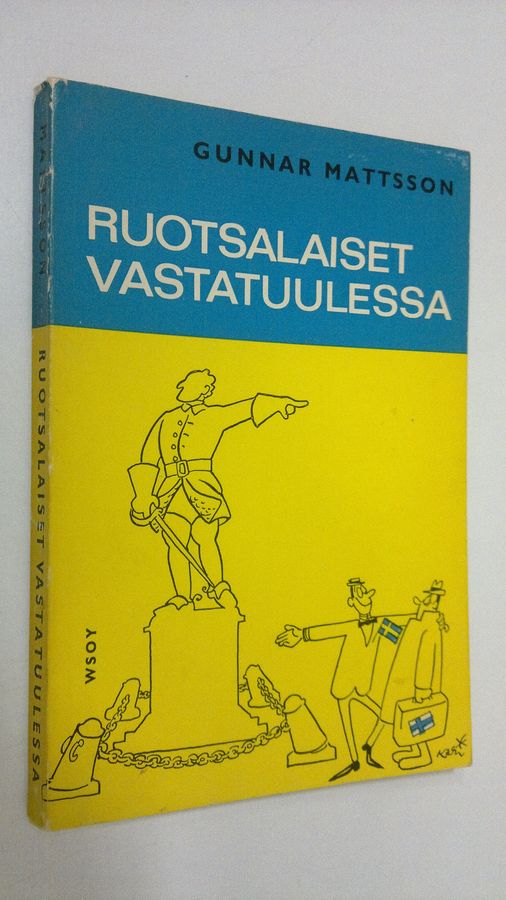 GUNNAR MATTSSON
RUOTSALAISET
VASTATUULESSA
WSOY
MATTSSON
RUOTSALAISET VASTATUULESSA